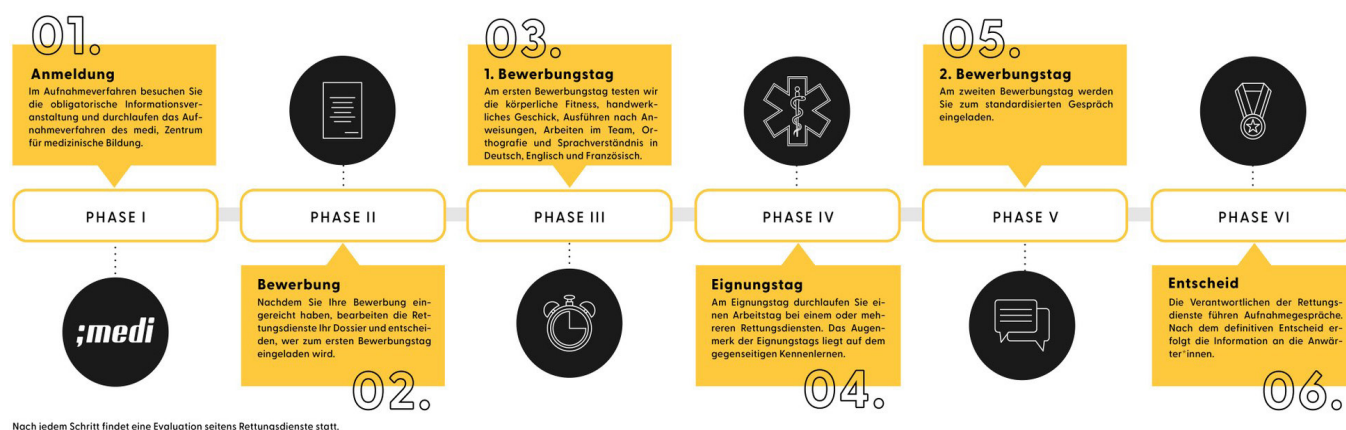 01.
Anmeldung
Im Aufnahmeverfahren besuchen Sie
die obligatorische Informationsver-
anstaltung und durchlaufen das Auf-
nahmeverfahren des medi, Zentrum
für medizinische Bildung.
PHASE I
;medi
PHASE II
Bewerbung
Nachdem Sie Ihre Bewerbung ein-
gereicht haben, bearbeiten die Ret-
tungsdienste Ihr Dossier und entschei-
den, wer zum ersten Bewerbungstag
eingeladen wird.
02.
03.
1. Bewerbungstag
Am ersten Bewerbungstag testen wir
die körperliche Fitness, handwerk-
liches Geschick, Ausführen nach An-
weisungen, Arbeiten im Team, Or-
thografie und Sprachverständnis in
Deutsch, Englisch und Französisch.
PHASE III
PHASE IV
Eignungstag
Am Eignungstag durchlaufen Sie ei-
nen Arbeitstag bei einem oder meh-
reren Rettungsdiensten. Das Augen-
merk der Eignungstags liegt auf dem
gegenseitigen Kennenlernen.
04.
05.
2. Bewerbungstag
Am zweiten Bewerbungstag werden
Sie zum standardisierten Gespräch
eingeladen.
PHASE V
PHASE VI
Entscheid
Die Verantwortlichen der Rettungs-
dienste führen Aufnahmegespräche.
Nach dem definitiven Entscheid er-
folgt die Information an die Anwär-
ter*innen.
06.
Nach jedem Schritt findet eine Evaluation seitens Rettungsdienste statt.